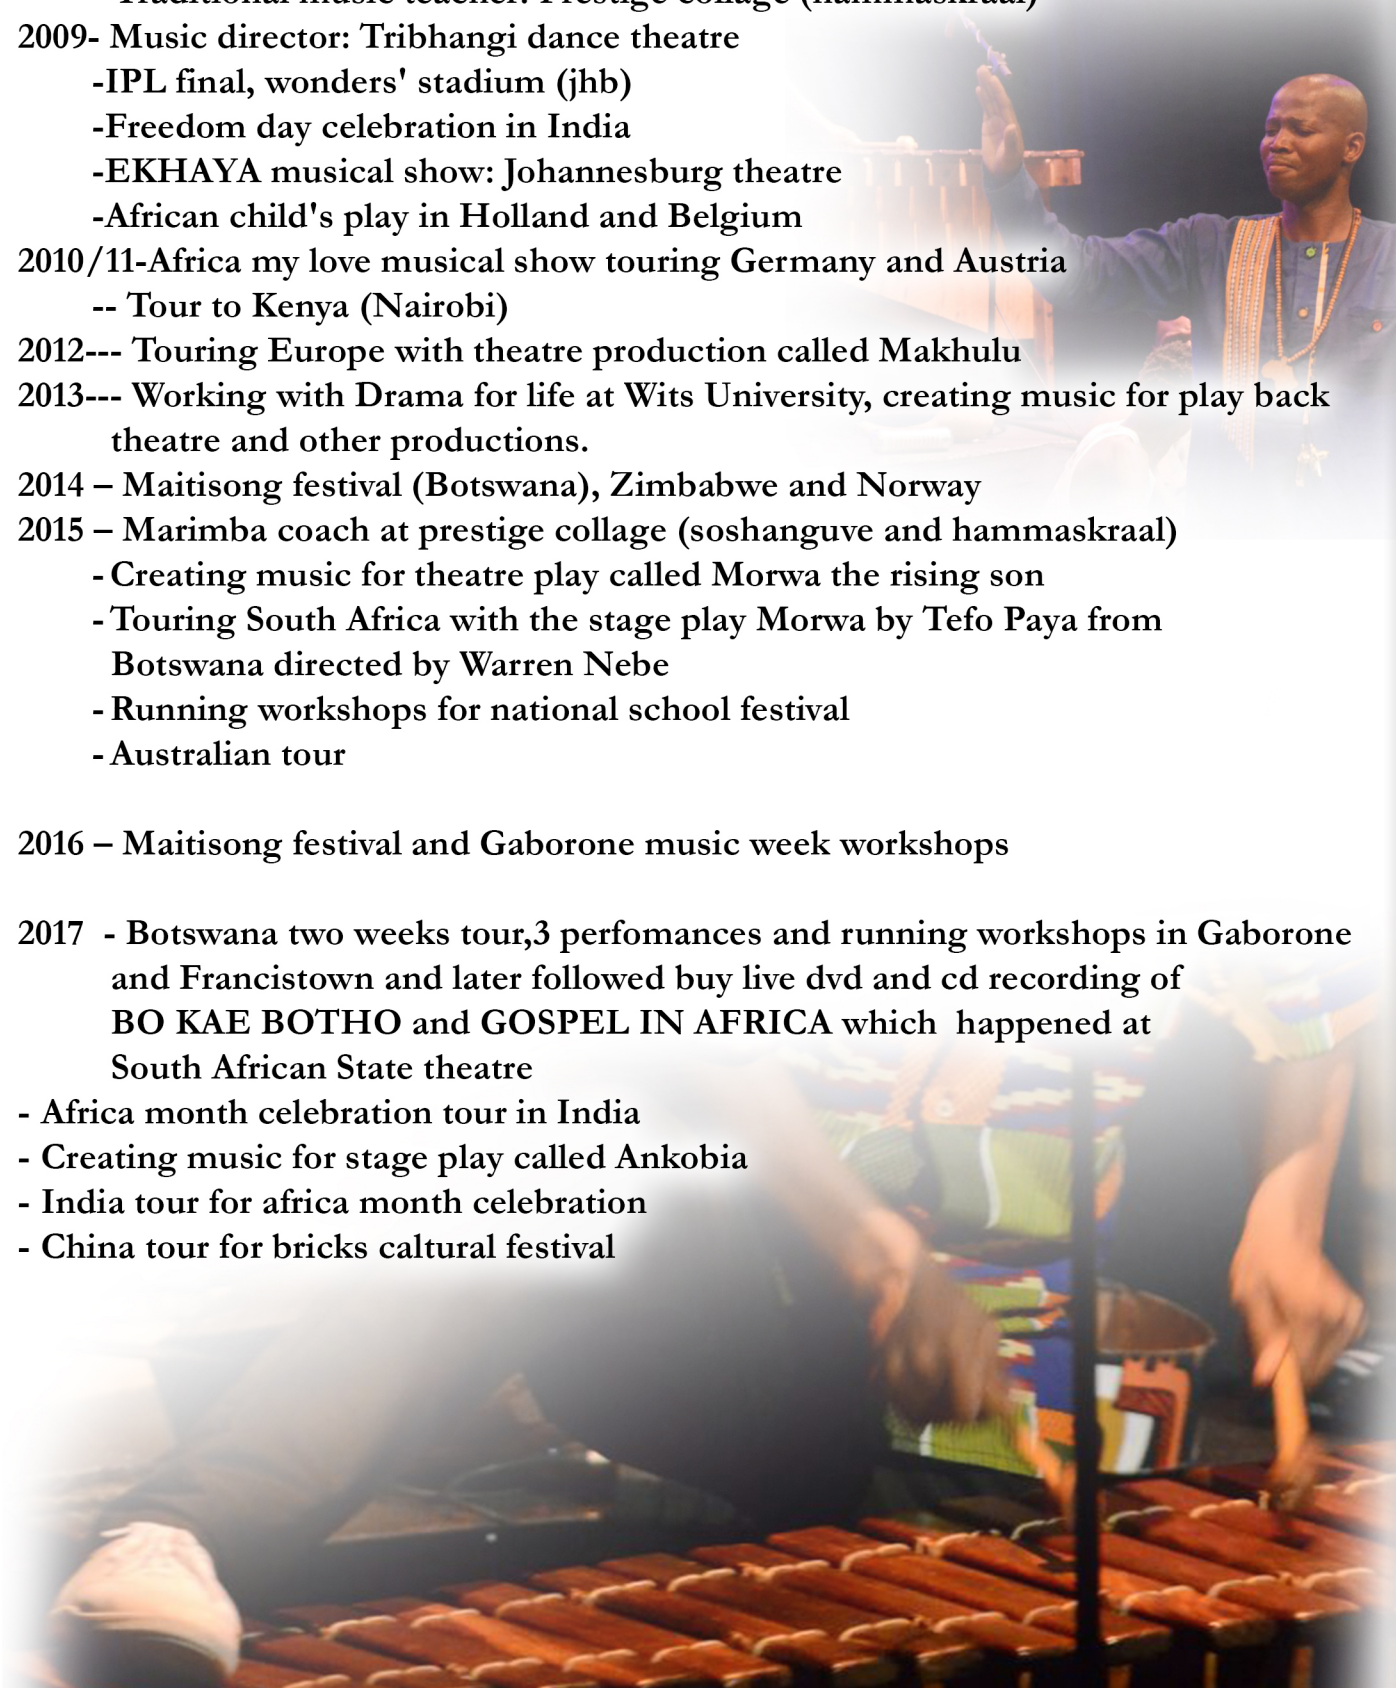 Traditional music teacher: Prestige collage (hammaskraal)
2009- Music director: Tribhangi dance theatre
-IPL final, wonders' stadium (jhb)
-Freedom day celebration in India
-EKHAYA musical show: Johannesburg theatre
-African child's play in Holland and Belgium
2010/11-Africa my love musical show touring Germany and Austria
-- Tour to Kenya (Nairobi)
2012--- Touring Europe with theatre production called Makhulu
2013--- Working with Drama for life at Wits University, creating music for play back
theatre and other productions.
2014 – Maitisong festival (Botswana), Zimbabwe and Norway
2015 – Marimba coach at prestige collage (soshanguve and hammaskraal)
- Creating music for theatre play called Morwa the rising son
- Touring South Africa with the stage play Morwa by Tefo Paya from
Botswana directed by Warren Nebe
- Running workshops for national school festival
- Australian tour
2016 – Maitisong festival and Gaborone music week workshops
2017 - Botswana two weeks tour,3 perfomances and running workshops in Gaborone
and Francistown and later followed buy live dvd and cd recording of
BO KAE BOTHO and GOSPEL IN AFRICA which happened at
South African State theatre
- Africa month celebration tour in India
- Creating music for stage play called Ankobia
- India tour for africa month celebration
- China tour for bricks caltural festival